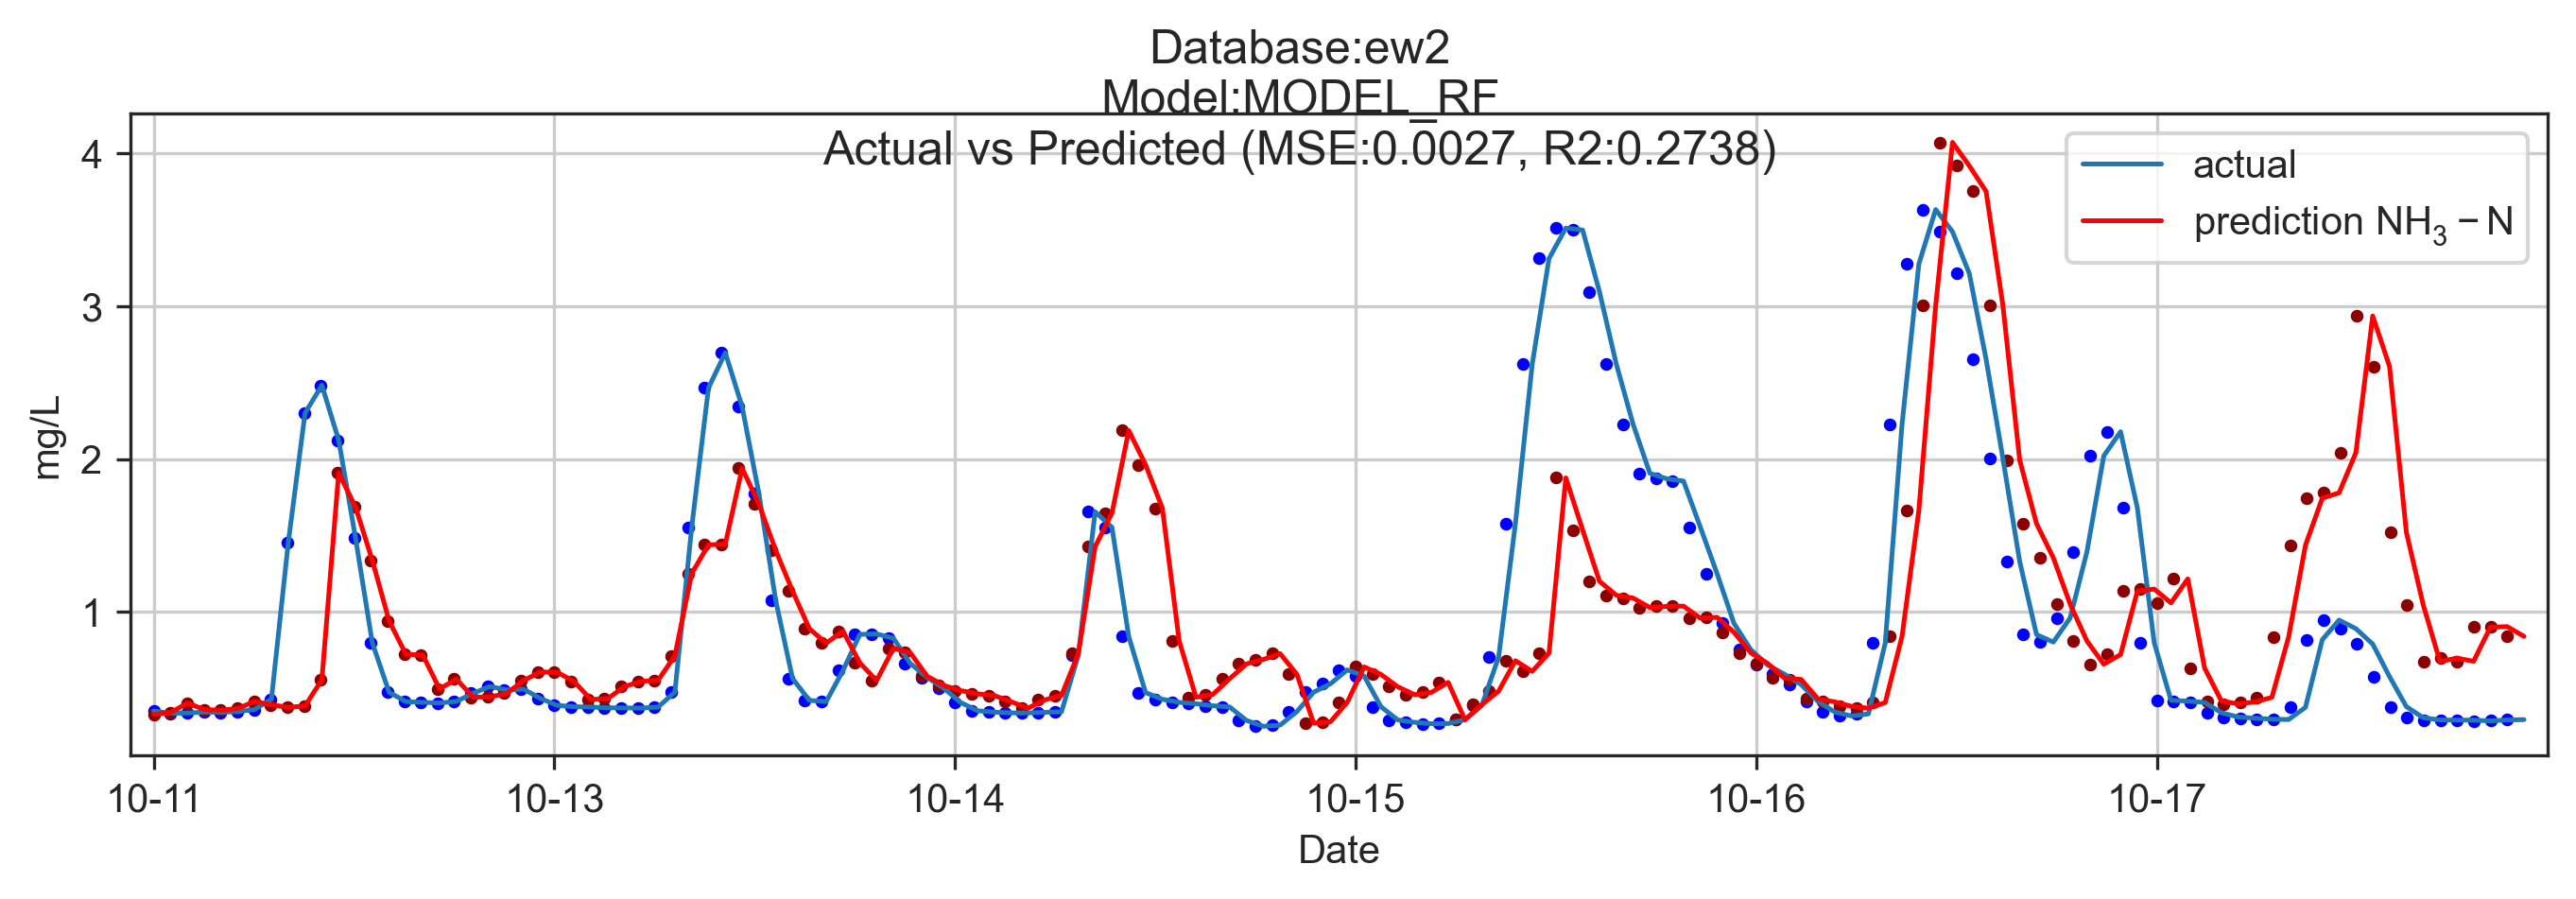 Database:ew2
Model:MODEL_RF
Actual vs Predicted (MSE:0.0027, R2:0.2738)
actual
prediction NH₃ − N
mg/L
4
3
2
1
10-11 10-13 10-14 10-15 10-16 10-17
Date